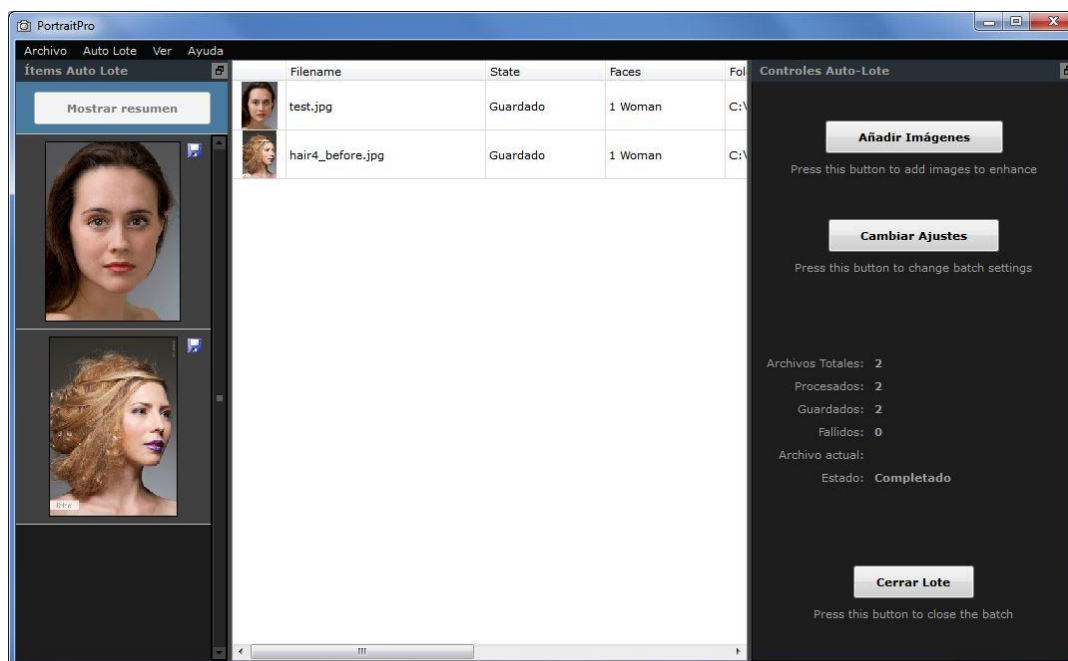 PortraitPro
Archivo Auto Lote Ver Ayuda
Ítems Auto Lote
Mostrar resumen
Filename State Faces Fol
test.jpg Guardado 1 Woman C:\
hair4_before.jpg Guardado 1 Woman C:\
Controles Auto-Lote
Añadir Imágenes
Press this button to add images to enhance
Cambiar Ajustes
Press this button to change batch settings
Archivos Totales: 2
Procesados: 2
Guardados: 2
Fallidos: 0
Archivo actual:
Estado: Completado
Cerrar Lote
Press this button to close the batch